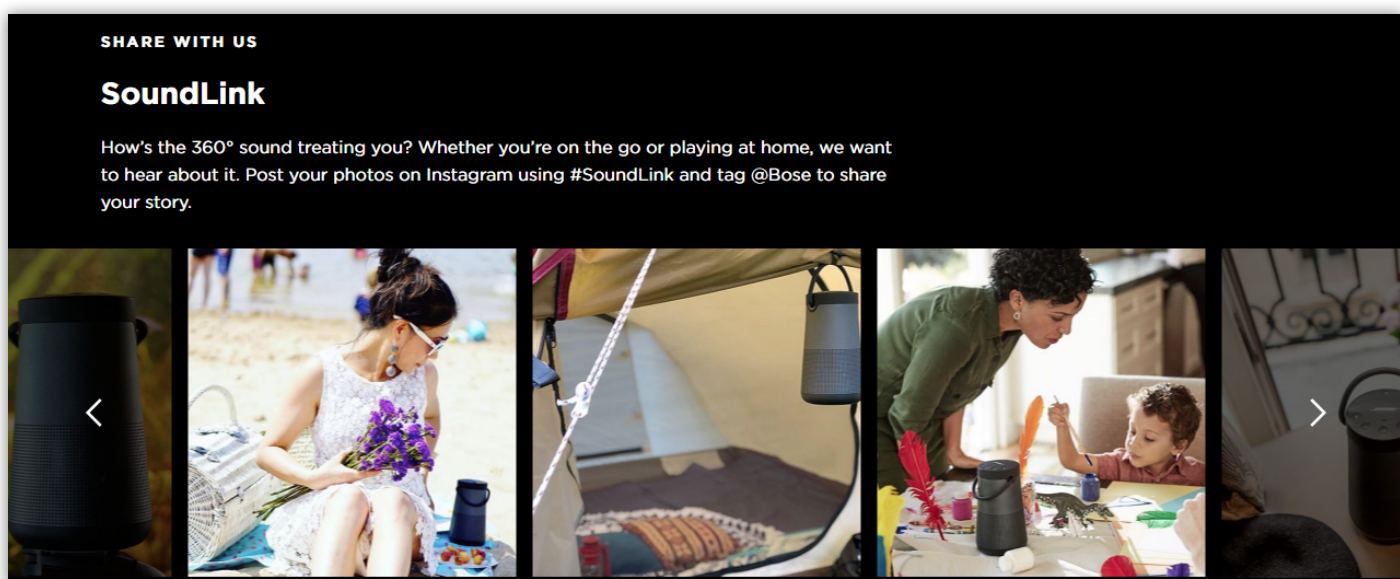 SHARE WITH US
SoundLink
How's the 360° sound treating you? Whether you're on the go or playing at home, we want
to hear about it. Post your photos on Instagram using #SoundLink and tag @Bose to share
your story.